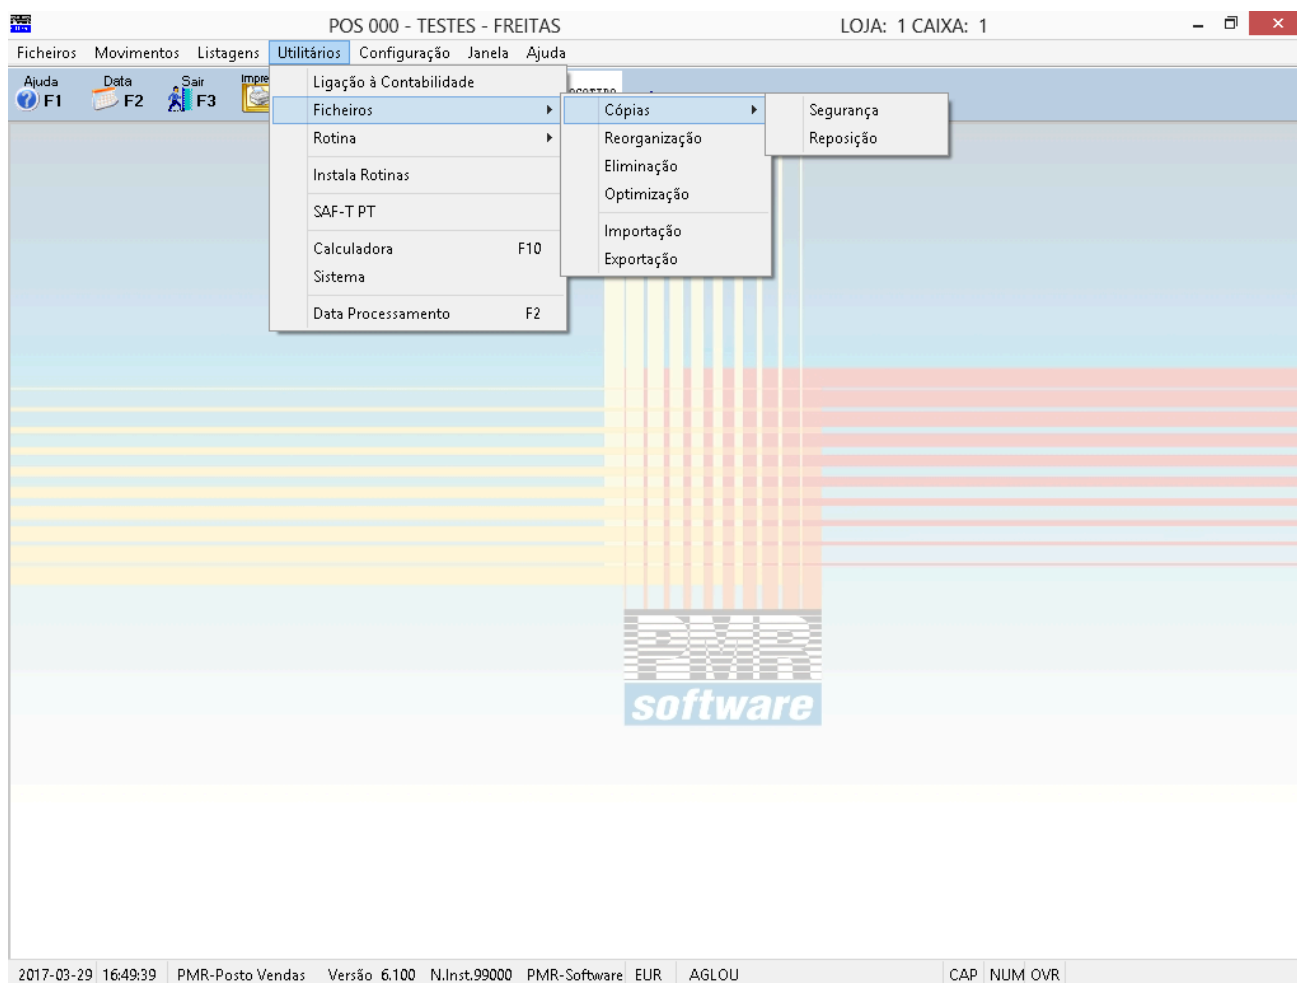 POS 000 - TESTES - FREITAS LOJA: 1 CAIXA: 1
Ficheiros Movimentos Listagens Utilitários Configuração Janela Ajuda
Ajuda F1 Data F2 Sair F3
Ligação à Contabilidade
Ficheiros
Rotina
Instala Rotinas
SAF-T PT
Calculadora F10
Sistema
Data Processamento F2
Cópias
Reorganização
Eliminação
Optimização
Importação
Exportação
Segurança
Reposição
PMR
software
2017-03-29 16:49:39 PMR-Posto Vendas Versão 6.100 N.Inst.99000 PMR-Software EUR AGLOU CAP NUM OVR